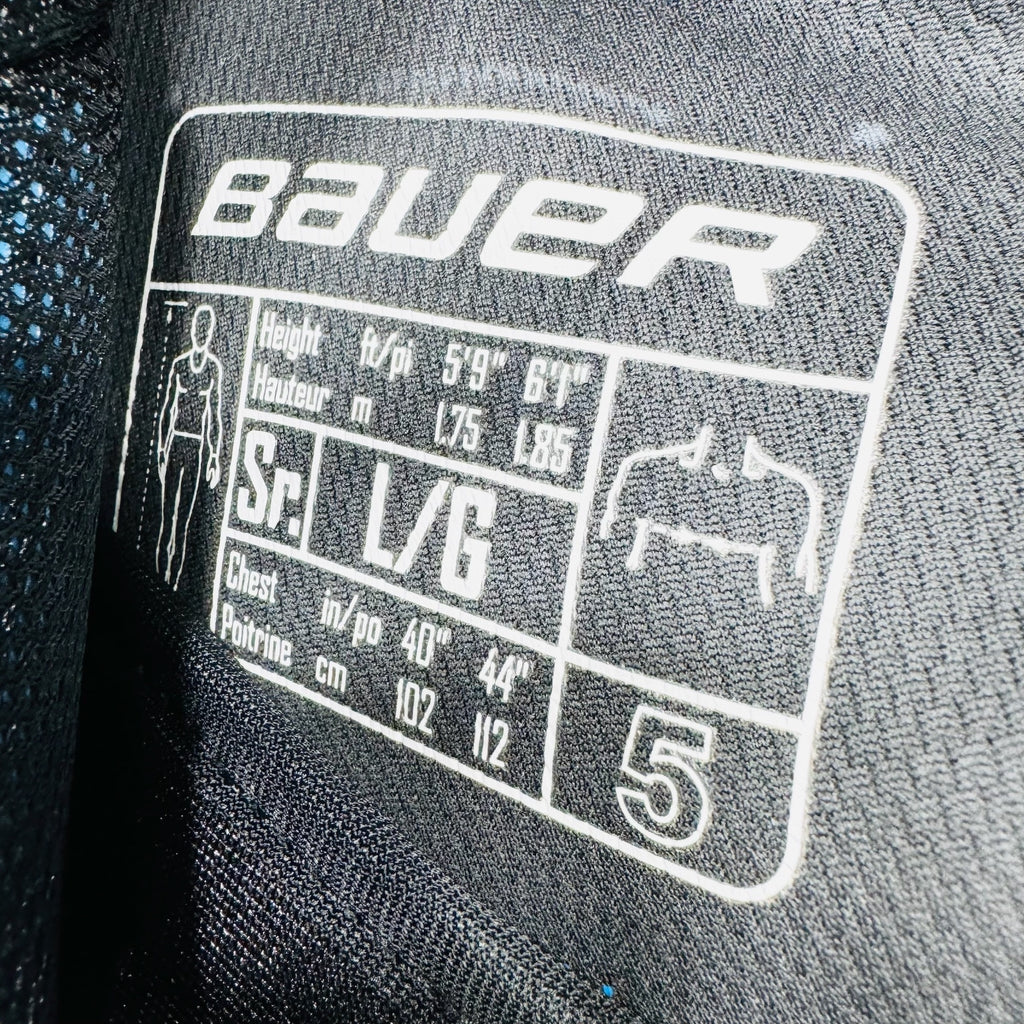 BAUER
Height ft/pi 5'9" 6'1"
Hauteur m 1.75 1.85
Sr. L/G
Chest in/po 40" 44"
Poitrine cm 102 112
5